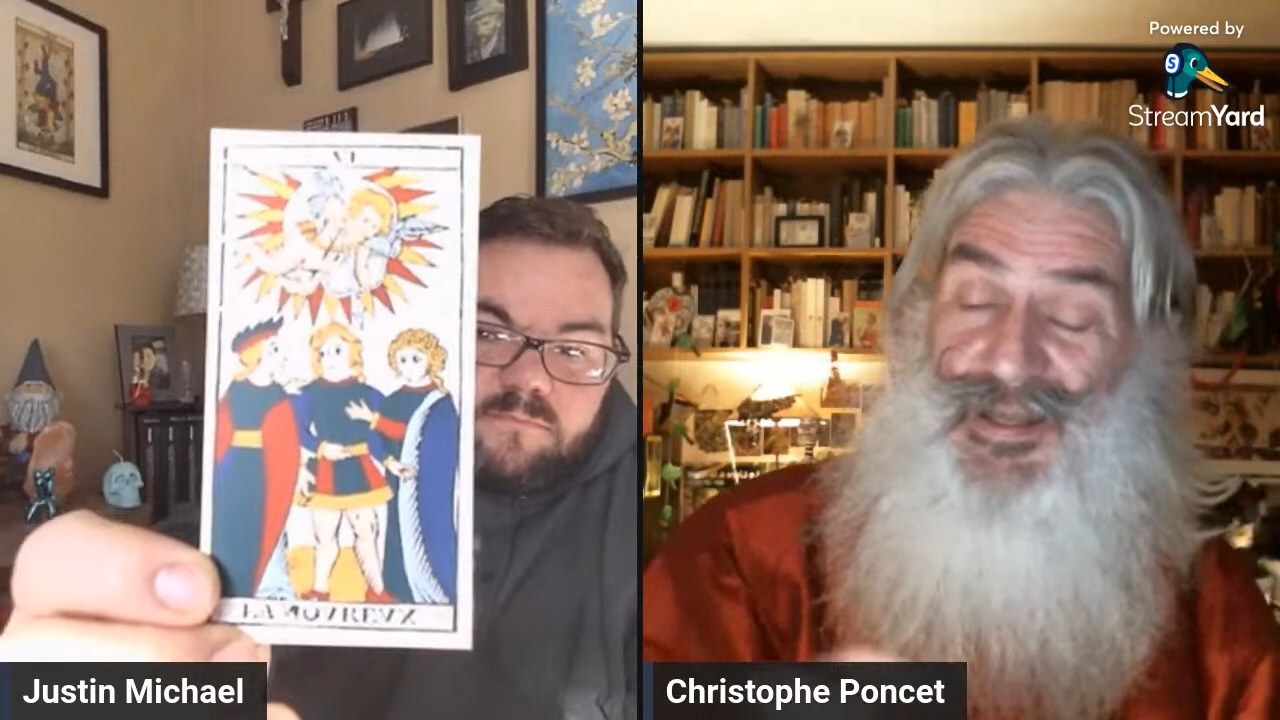 VI
LAMOVREVX
Powered by
StreamYard
Justin Michael
Christophe Poncet